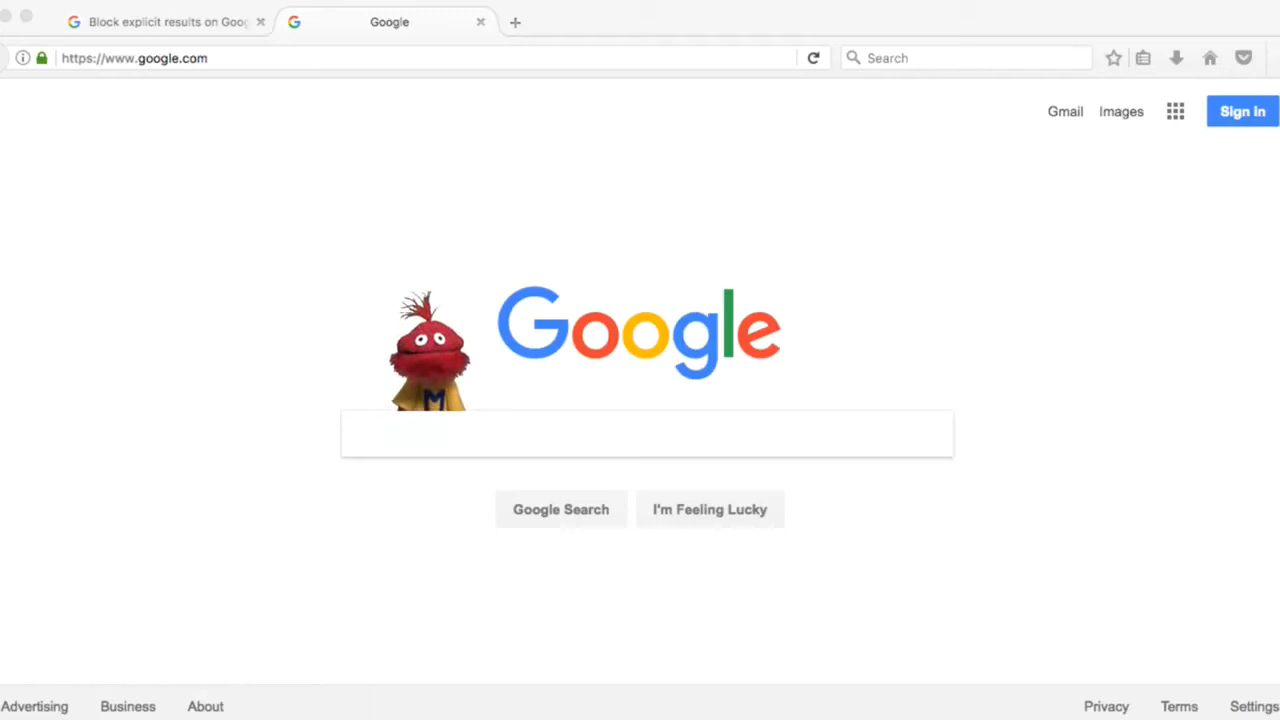 Block explicit results on Goog
Google
https://www.google.com
Search
Gmail Images Sign In
Google
M
Google Search I'm Feeling Lucky
Advertising Business About Privacy Terms Settings